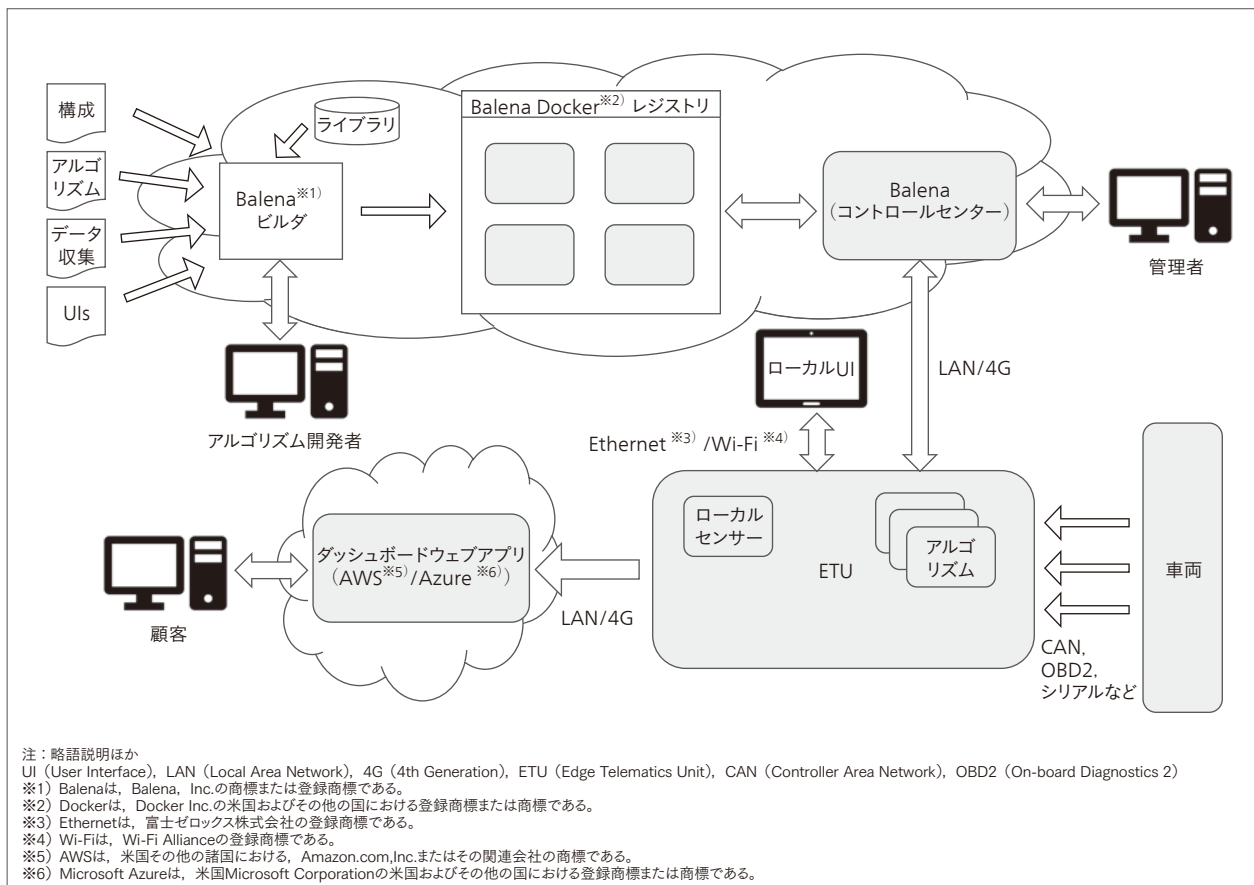 構成
アルゴ
リズム
データ
収集
UIs
ライブラリ
Balena※1）
ビルダ
Balena Docker※2） レジストリ
Balena
（コントロールセンター）
管理者
アルゴリズム開発者
ローカルUI
LAN/4G
Ethernet※3） /Wi-Fi※4）
ローカル
センサー
アルゴ
リズム
ETU
車両
CAN,
OBD2,
シリアルなど
ダッシュボードウェブアプリ
（AWS※5）/Azure※6））
LAN/4G
顧客
注：略語説明ほか
UI（User Interface），LAN（Local Area Network），4G（4th Generation），ETU（Edge Telematics Unit），CAN（Controller Area Network），OBD2（On-board Diagnostics 2）
※1）Balenaは，Balena，Inc.の商標または登録商標である。
※2）Dockerは，Docker Inc.の米国およびその他の国における登録商標または商標である。
※3）Ethernetは，富士ゼロックス株式会社の登録商標である。
※4）Wi-Fiは，Wi-Fi Allianceの登録商標である。
※5）AWSは，米国その他の諸国における，Amazon.com,Inc.またはその関連会社の商標である。
※6）Microsoft Azureは，米国Microsoft Corporationの米国およびその他の国における登録商標または商標である。